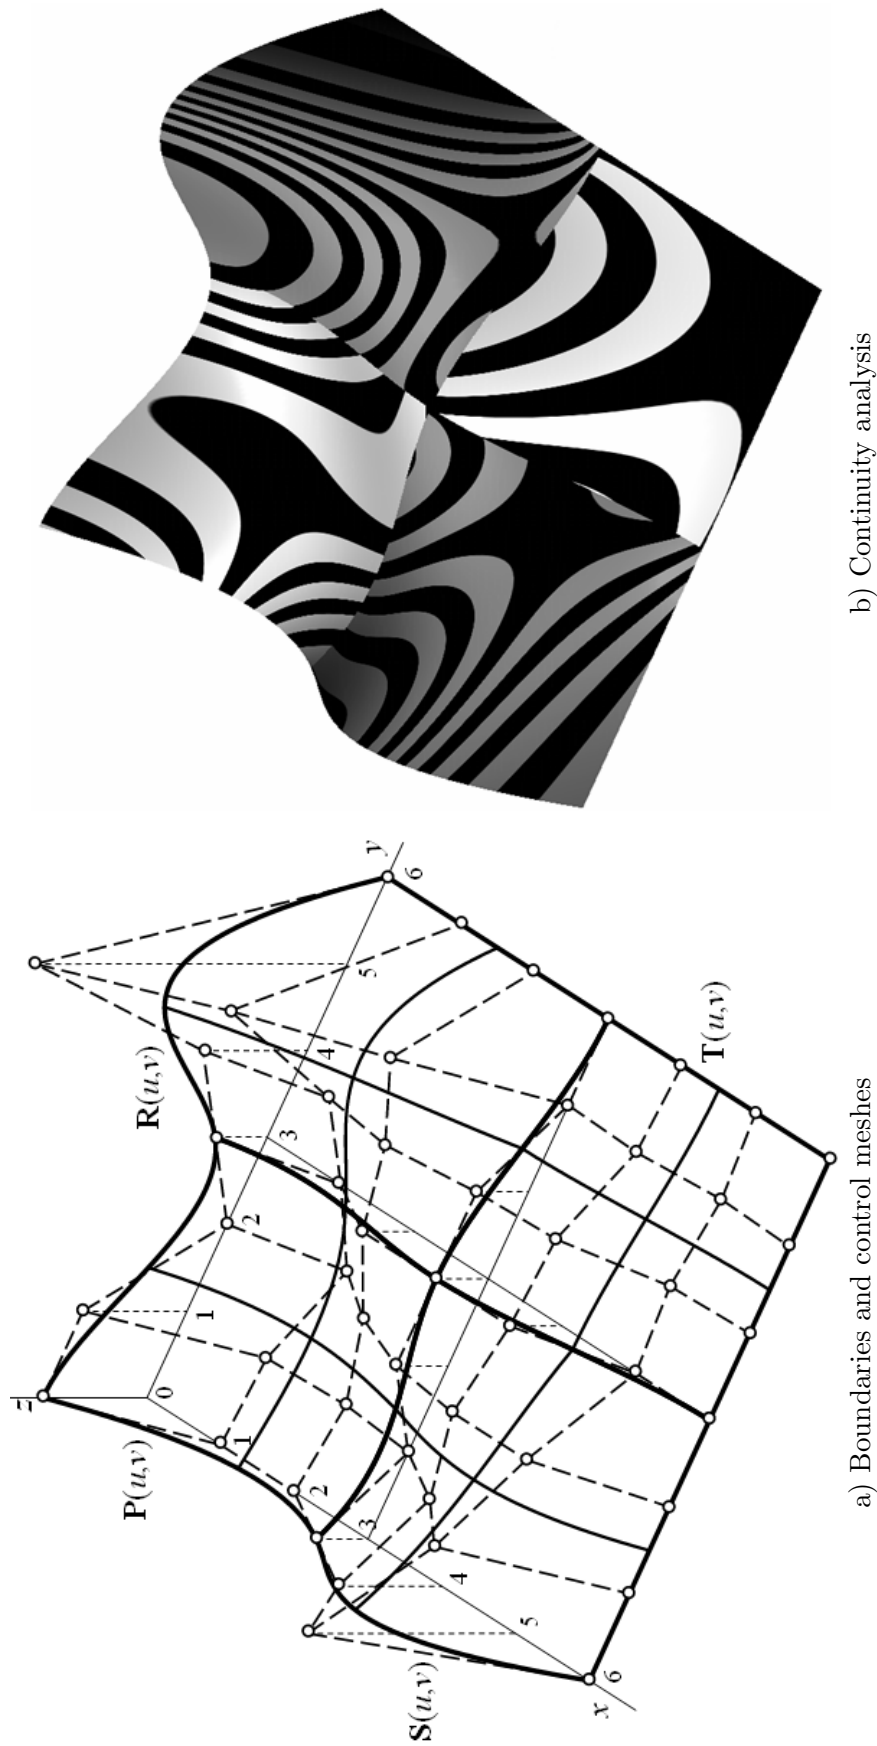 z
P(u,v)
R(u,v)
S(u,v)
T(u,v)
0
1
2
3
4
5
6
y
1
2
3
4
5
6
x
a) Boundaries and control meshes
b) Continuity analysis